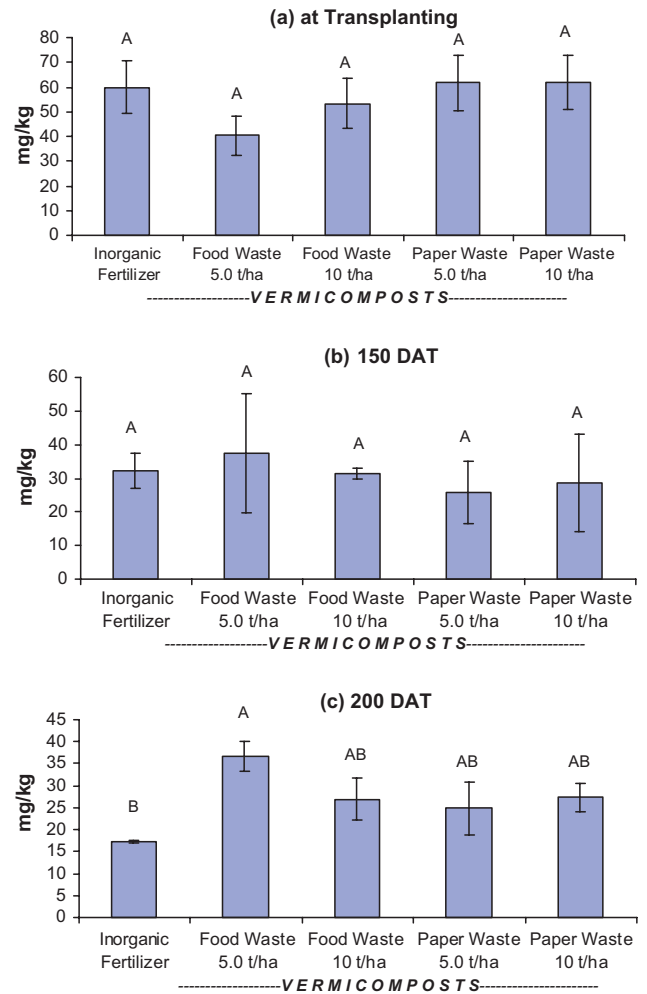 (a) at Transplanting
A A A A A
80
70
60
50
40
30
20
10
0
mg/kg
Inorganic Food Waste Food Waste Paper Waste Paper Waste
Fertilizer 5.0 t/ha 10 t/ha 5.0 t/ha 10 t/ha
-------------------VERMICOMPOSTS----------------------
(b) 150 DAT
A A A A A
60
50
40
30
20
10
0
mg/kg
Inorganic Food Waste Food Waste Paper Waste Paper Waste
Fertilizer 5.0 t/ha 10 t/ha 5.0 t/ha 10 t/ha
-------------------VERMICOMPOSTS----------------------
(c) 200 DAT
B A AB AB AB
45
40
35
30
25
20
15
10
5
0
mg/kg
Inorganic Food Waste Food Waste Paper Waste Paper Waste
Fertilizer 5.0 t/ha 10 t/ha 5.0 t/ha 10 t/ha
-------------------VERMICOMPOSTS----------------------